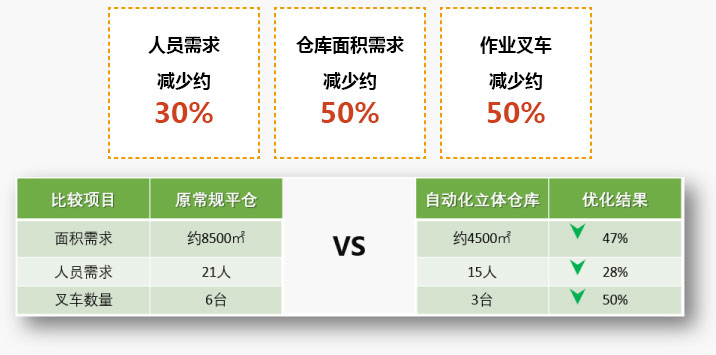 人员需求
减少约
30%
仓库面积需求
减少约
50%
作业叉车
减少约
50%
比较项目 原常规平仓 自动化立体仓库 优化结果
面积需求 约8500㎡ 约4500㎡ 47%
VS
人员需求 21人 15人 28%
叉车数量 6台 3台 50%